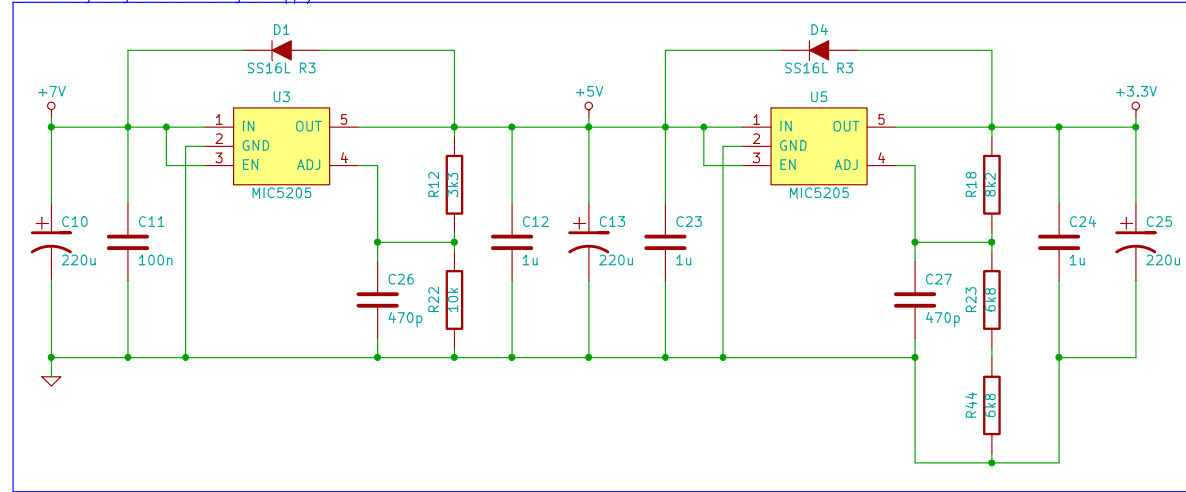 D1
SS16L R3
D4
SS16L R3
+7V
U3
+5V
U5
+3.3V
1 IN OUT 5
2 GND
3 EN ADJ 4
MIC5205
1 IN OUT 5
2 GND
3 EN ADJ 4
MIC5205
R12
3k3
R18
8k2
C10
220u
C11
100n
C12
1u
C13
220u
C23
1u
C24
1u
C25
220u
C26
470p
R22
10k
C27
470p
R23
6k8
R44
6k8